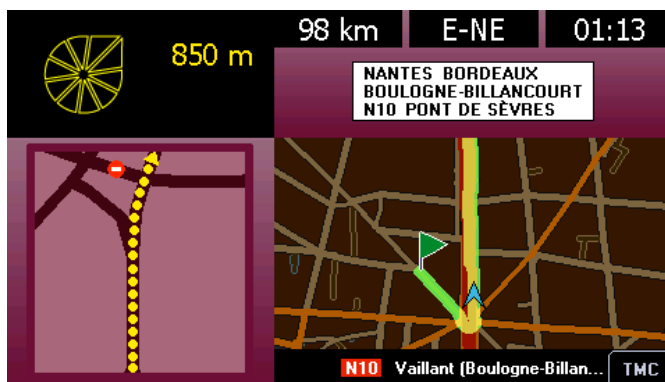 850 m
98 km
E-NE
01:13
NANTES BORDEAUX
BOULOGNE-BILLANCOURT
N10 PONT DE SÈVRES
N10 Vaillant (Boulogne-Billan...
TMC